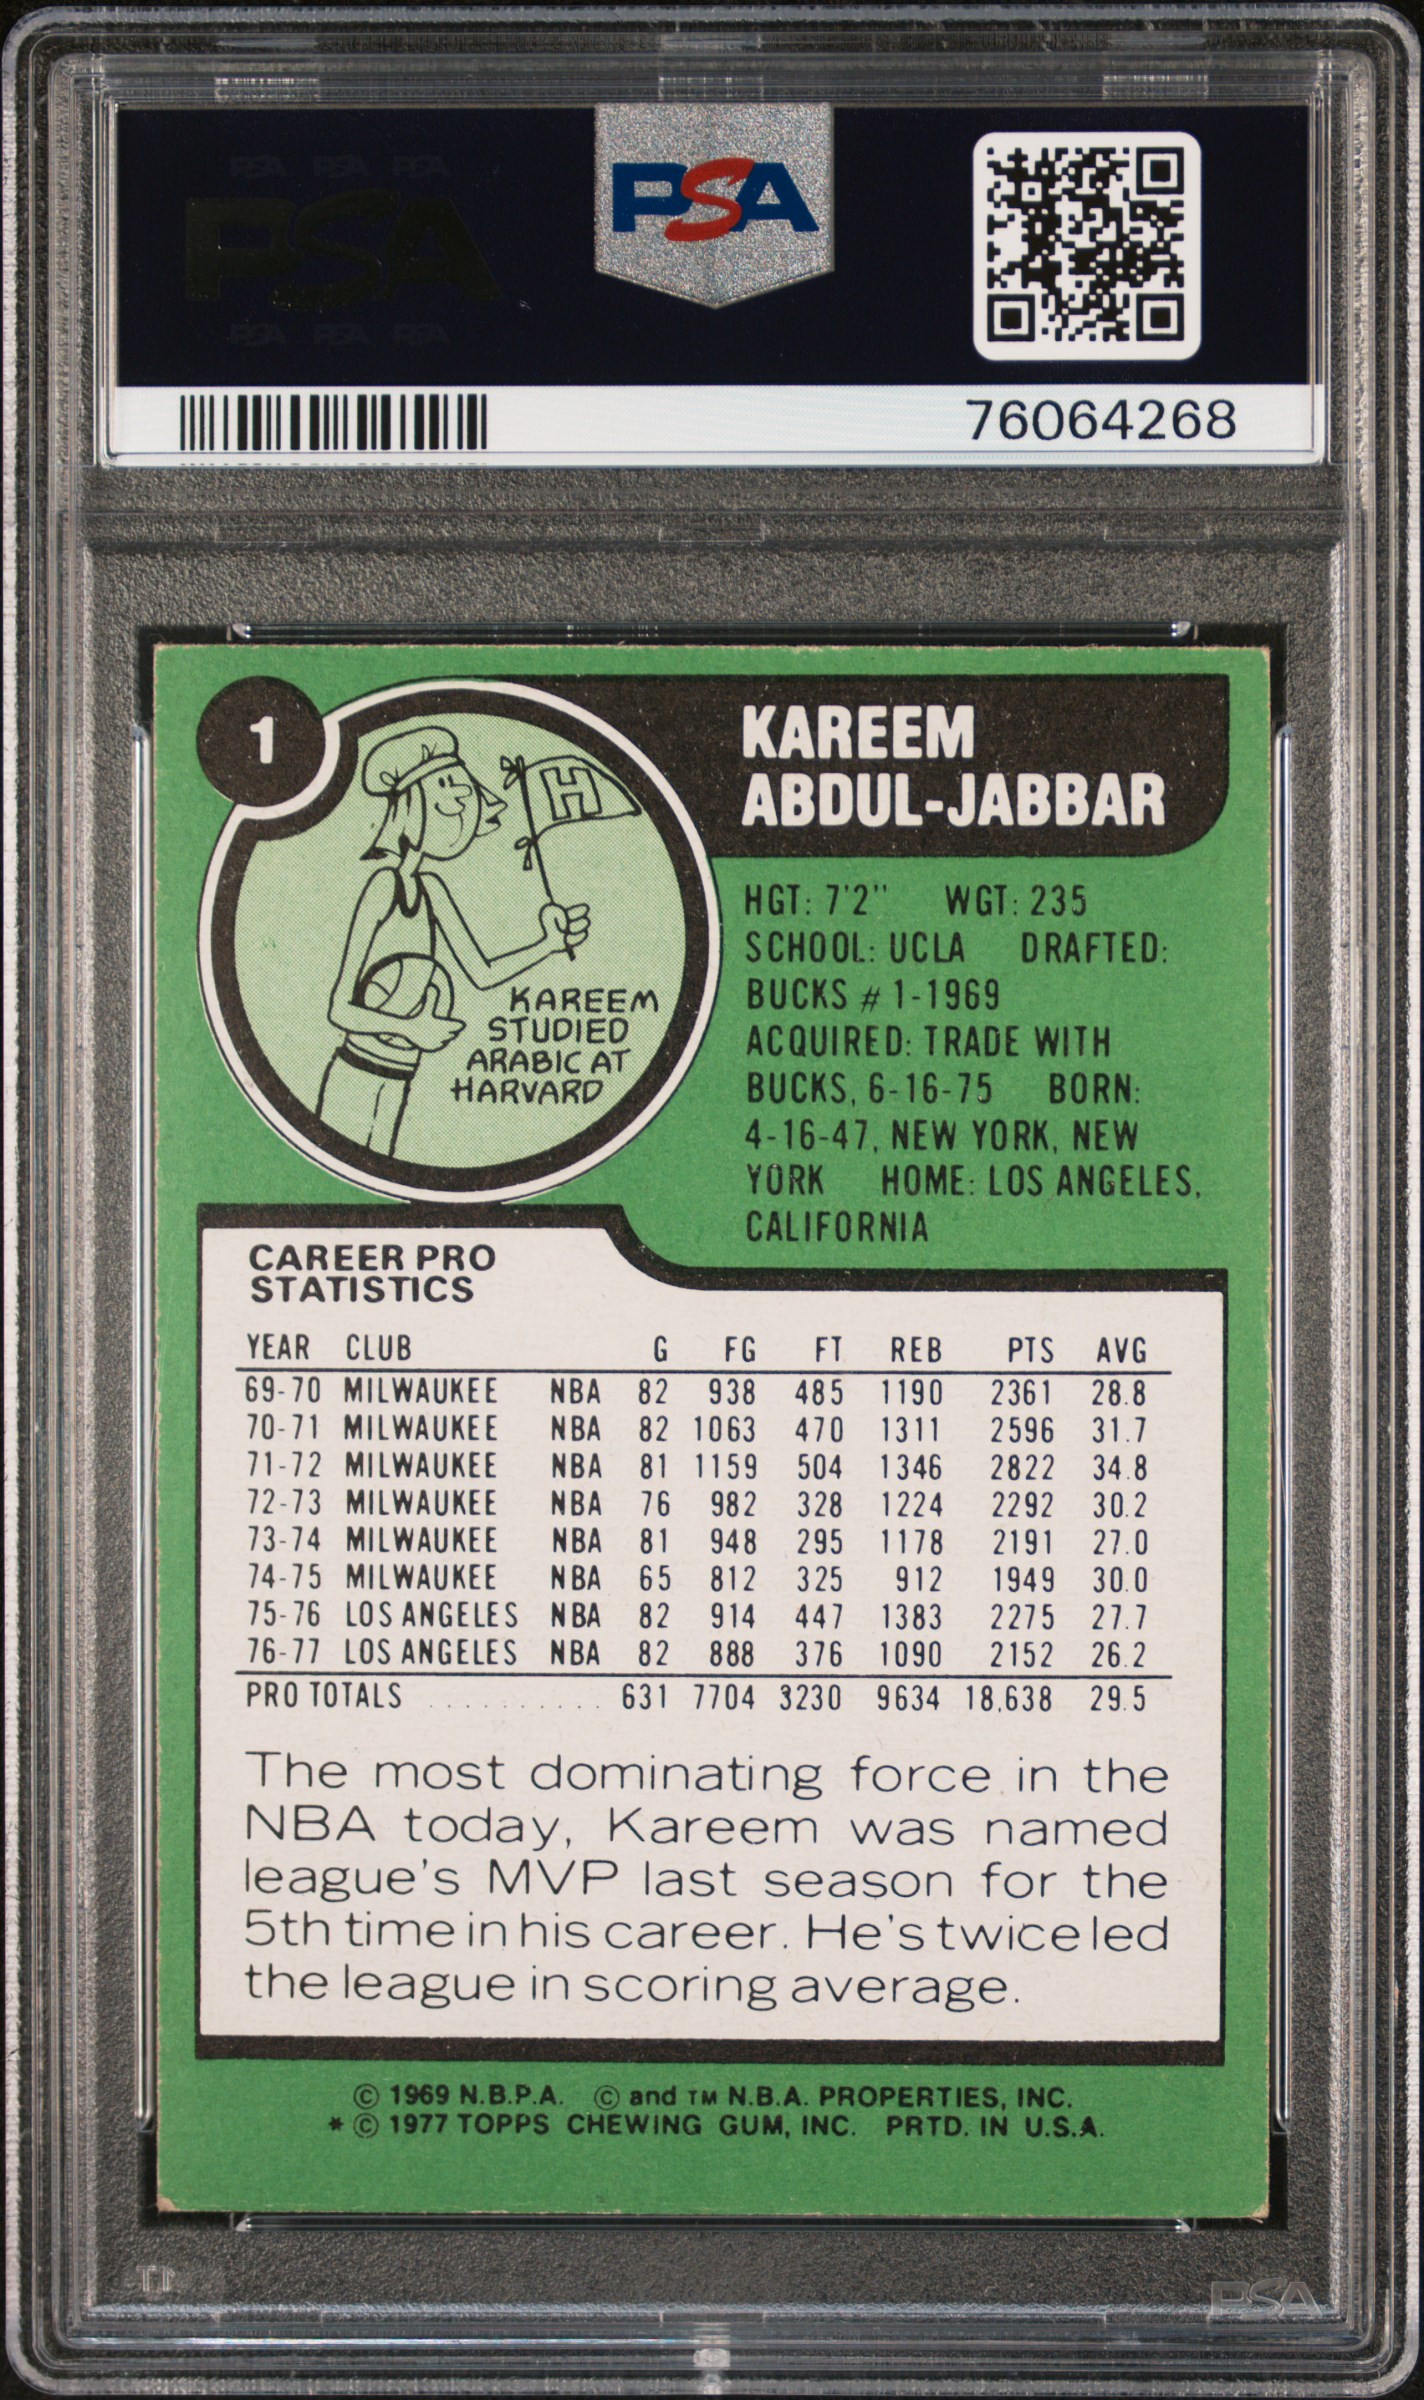 PSA PSA PSA
PSA
PSA PSA PSA
PSA
76064268
1
KAREEM
ABDUL-JABBAR
H
KAREEM
STUDIED
ARABIC AT
HARVARD
HGT: 7'2" WGT: 235
SCHOOL: UCLA DRAFTED:
BUCKS # 1-1969
ACQUIRED: TRADE WITH
BUCKS, 6-16-75 BORN:
4-16-47, NEW YORK, NEW
YORK HOME: LOS ANGELES,
CALIFORNIA
CAREER PRO
STATISTICS
YEAR CLUB G FG FT REB PTS AVG
69-70 MILWAUKEE NBA 82 938 485 1190 2361 28.8
70-71 MILWAUKEE NBA 82 1063 470 1311 2596 31.7
71-72 MILWAUKEE NBA 81 1159 504 1346 2822 34.8
72-73 MILWAUKEE NBA 76 982 328 1224 2292 30.2
73-74 MILWAUKEE NBA 81 948 295 1178 2191 27.0
74-75 MILWAUKEE NBA 65 812 325 912 1949 30.0
75-76 LOS ANGELES NBA 82 914 447 1383 2275 27.7
76-77 LOS ANGELES NBA 82 888 376 1090 2152 26.2
PRO TOTALS .......... 631 7704 3230 9634 18,638 29.5
The most dominating force in the
NBA today, Kareem was named
league's MVP last season for the
5th time in his career. He's twice led
the league in scoring average.
© 1969 N.B.P.A. © and TM N.B.A. PROPERTIES, INC.
* © 1977 TOPPS CHEWING GUM, INC. PRTD. IN U.S.A.
PSA